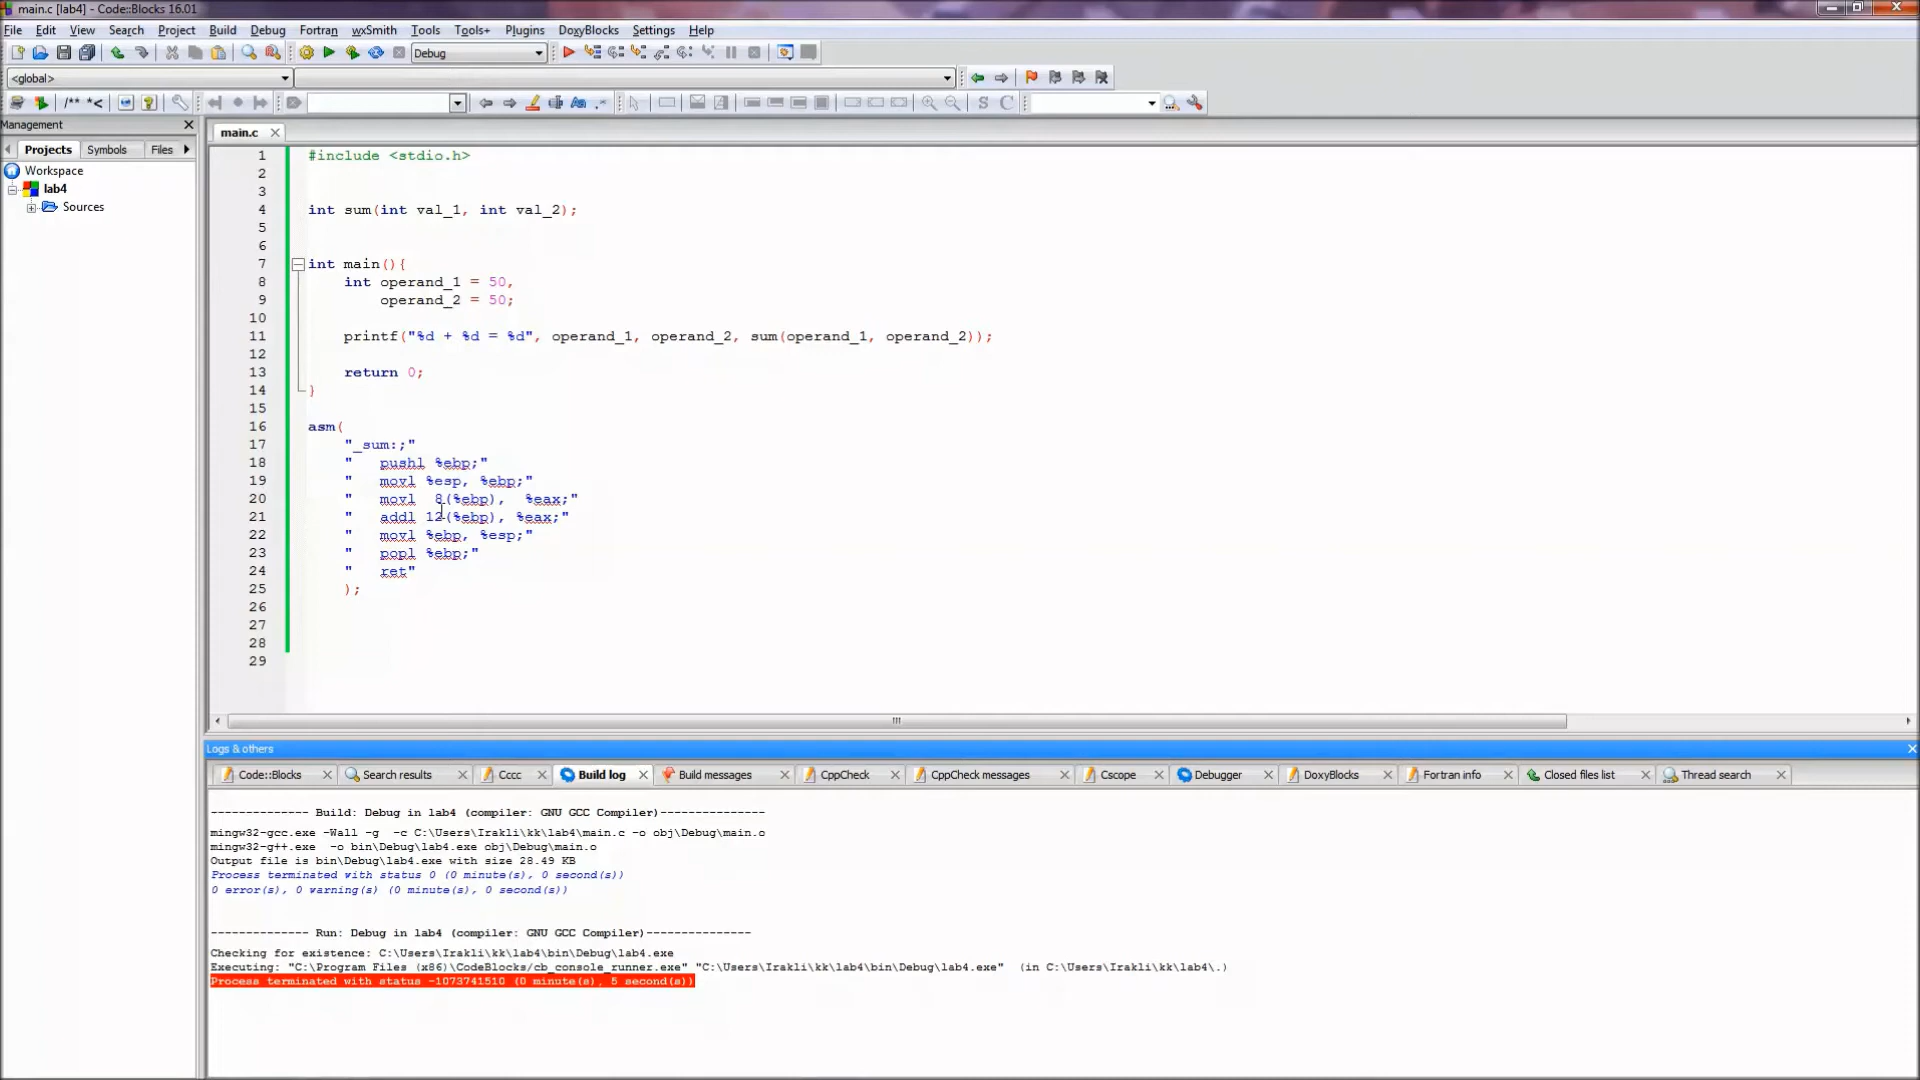 main.c [lab4] - Code::Blocks 16.01
File Edit View Search Project Build Debug Fortran wxSmith Tools Tools+ Plugins DoxyBlocks Settings Help
Debug
<global>
/** *< Aa .* S C
Management
main.c
Projects Symbols Files
Workspace
lab4
Sources
1 #include <stdio.h>
2
3
4 int sum(int val_1, int val_2);
5
6
7 int main(){
8 int operand_1 = 50,
9 operand_2 = 50;
10
11 printf("%d + %d = %d", operand_1, operand_2, sum(operand_1, operand_2));
12
13 return 0;
14 }
15
16 asm(
17 "_sum:;"
18 "   pushl %ebp;"
19 "   movl %esp, %ebp;"
20 "   movl  8(%ebp),  %eax;"
21 "   addl 12(%ebp), %eax;"
22 "   movl %ebp, %esp;"
23 "   popl %ebp;"
24 "   ret"
25 );
26
27
28
29
Logs & others
Code::Blocks Search results Cccc Build log Build messages CppCheck CppCheck messages Cscope Debugger DoxyBlocks Fortran info Closed files list Thread search
-------------- Build: Debug in lab4 (compiler: GNU GCC Compiler)---------------
mingw32-gcc.exe -Wall -g  -c C:\Users\Irakli\kk\lab4\main.c -o obj\Debug\main.o
mingw32-g++.exe  -o bin\Debug\lab4.exe obj\Debug\main.o
Output file is bin\Debug\lab4.exe with size 28.49 KB
Process terminated with status 0 (0 minute(s), 0 second(s))
0 error(s), 0 warning(s) (0 minute(s), 0 second(s))
-------------- Run: Debug in lab4 (compiler: GNU GCC Compiler)---------------
Checking for existence: C:\Users\Irakli\kk\lab4\bin\Debug\lab4.exe
Executing: "C:\Program Files (x86)\CodeBlocks/cb_console_runner.exe" "C:\Users\Irakli\kk\lab4\bin\Debug\lab4.exe"  (in C:\Users\Irakli\kk\lab4\.)
Process terminated with status -1073741510 (0 minute(s), 5 second(s))